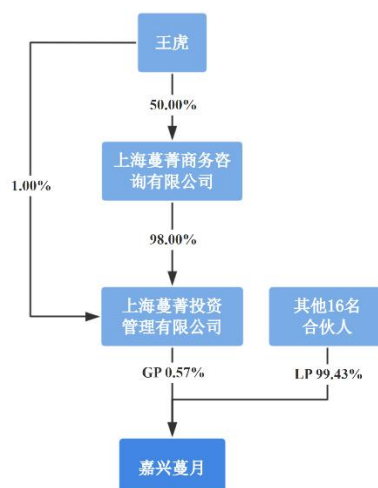 王虎
50.00%
上海蔓菁商务咨
询有限公司
1.00%
98.00%
上海蔓菁投资
管理有限公司
其他16名
合伙人
GP 0.57%
LP 99.43%
嘉兴蔓月